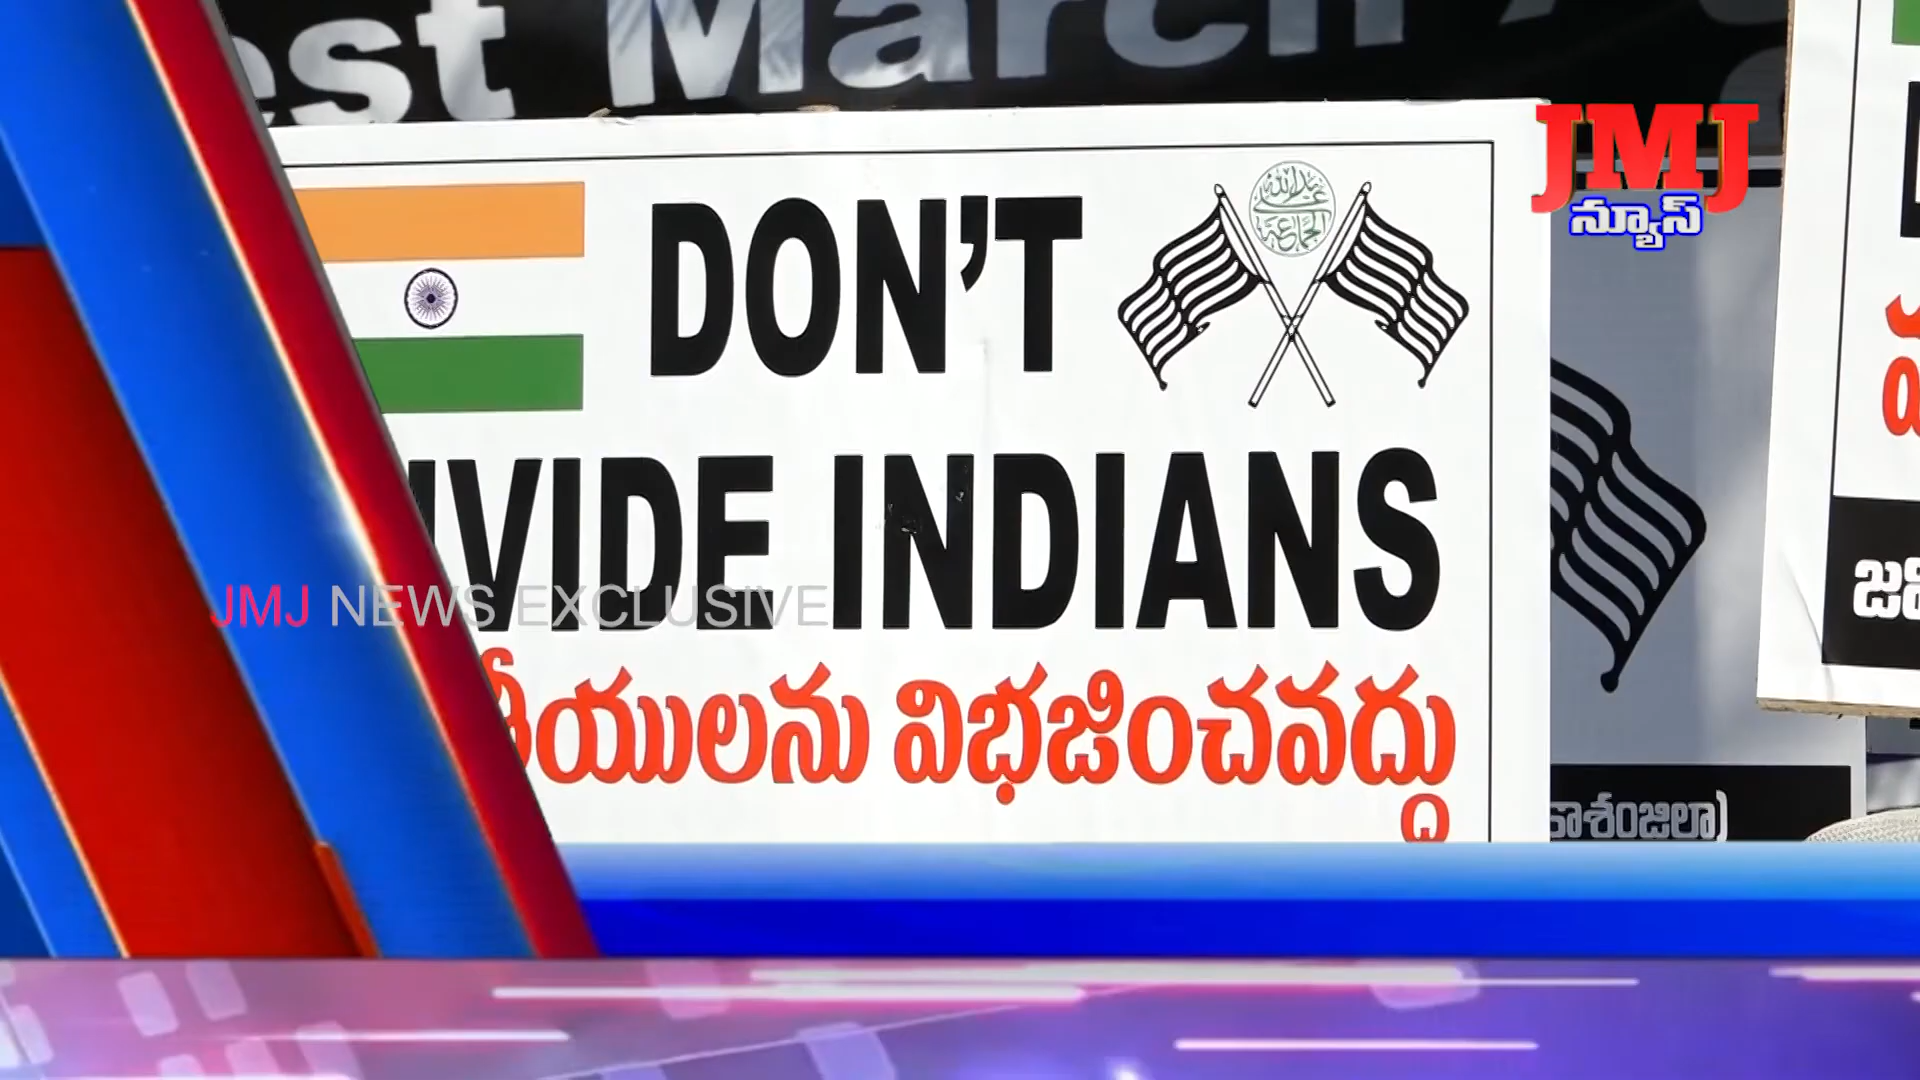 est March
JMJ
న్యూస్
DON'T
IVIDE INDIANS
JMJ NEWS EXCLUSIVE
తీయులను విభజించవద్దు
కాశంజిలా)